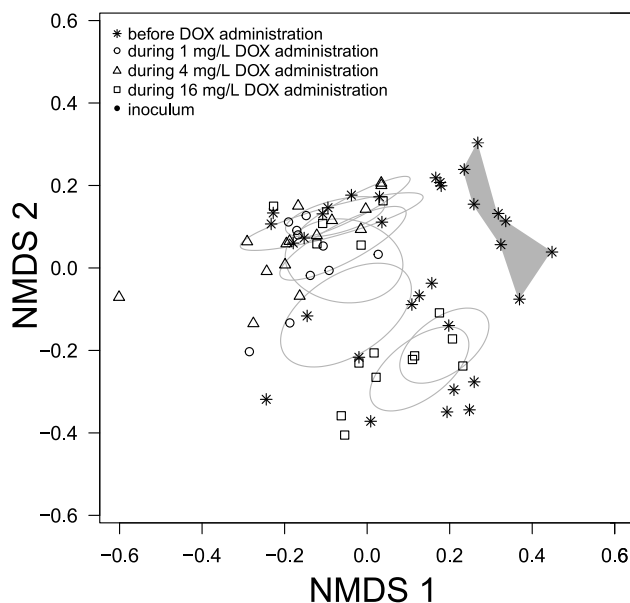 0.6
0.4
0.2
0.0
−0.2
−0.4
−0.6
NMDS 2
before DOX administration
during 1 mg/L DOX administration
during 4 mg/L DOX administration
during 16 mg/L DOX administration
inoculum
−0.6 −0.4 −0.2 0.0 0.2 0.4 0.6
NMDS 1